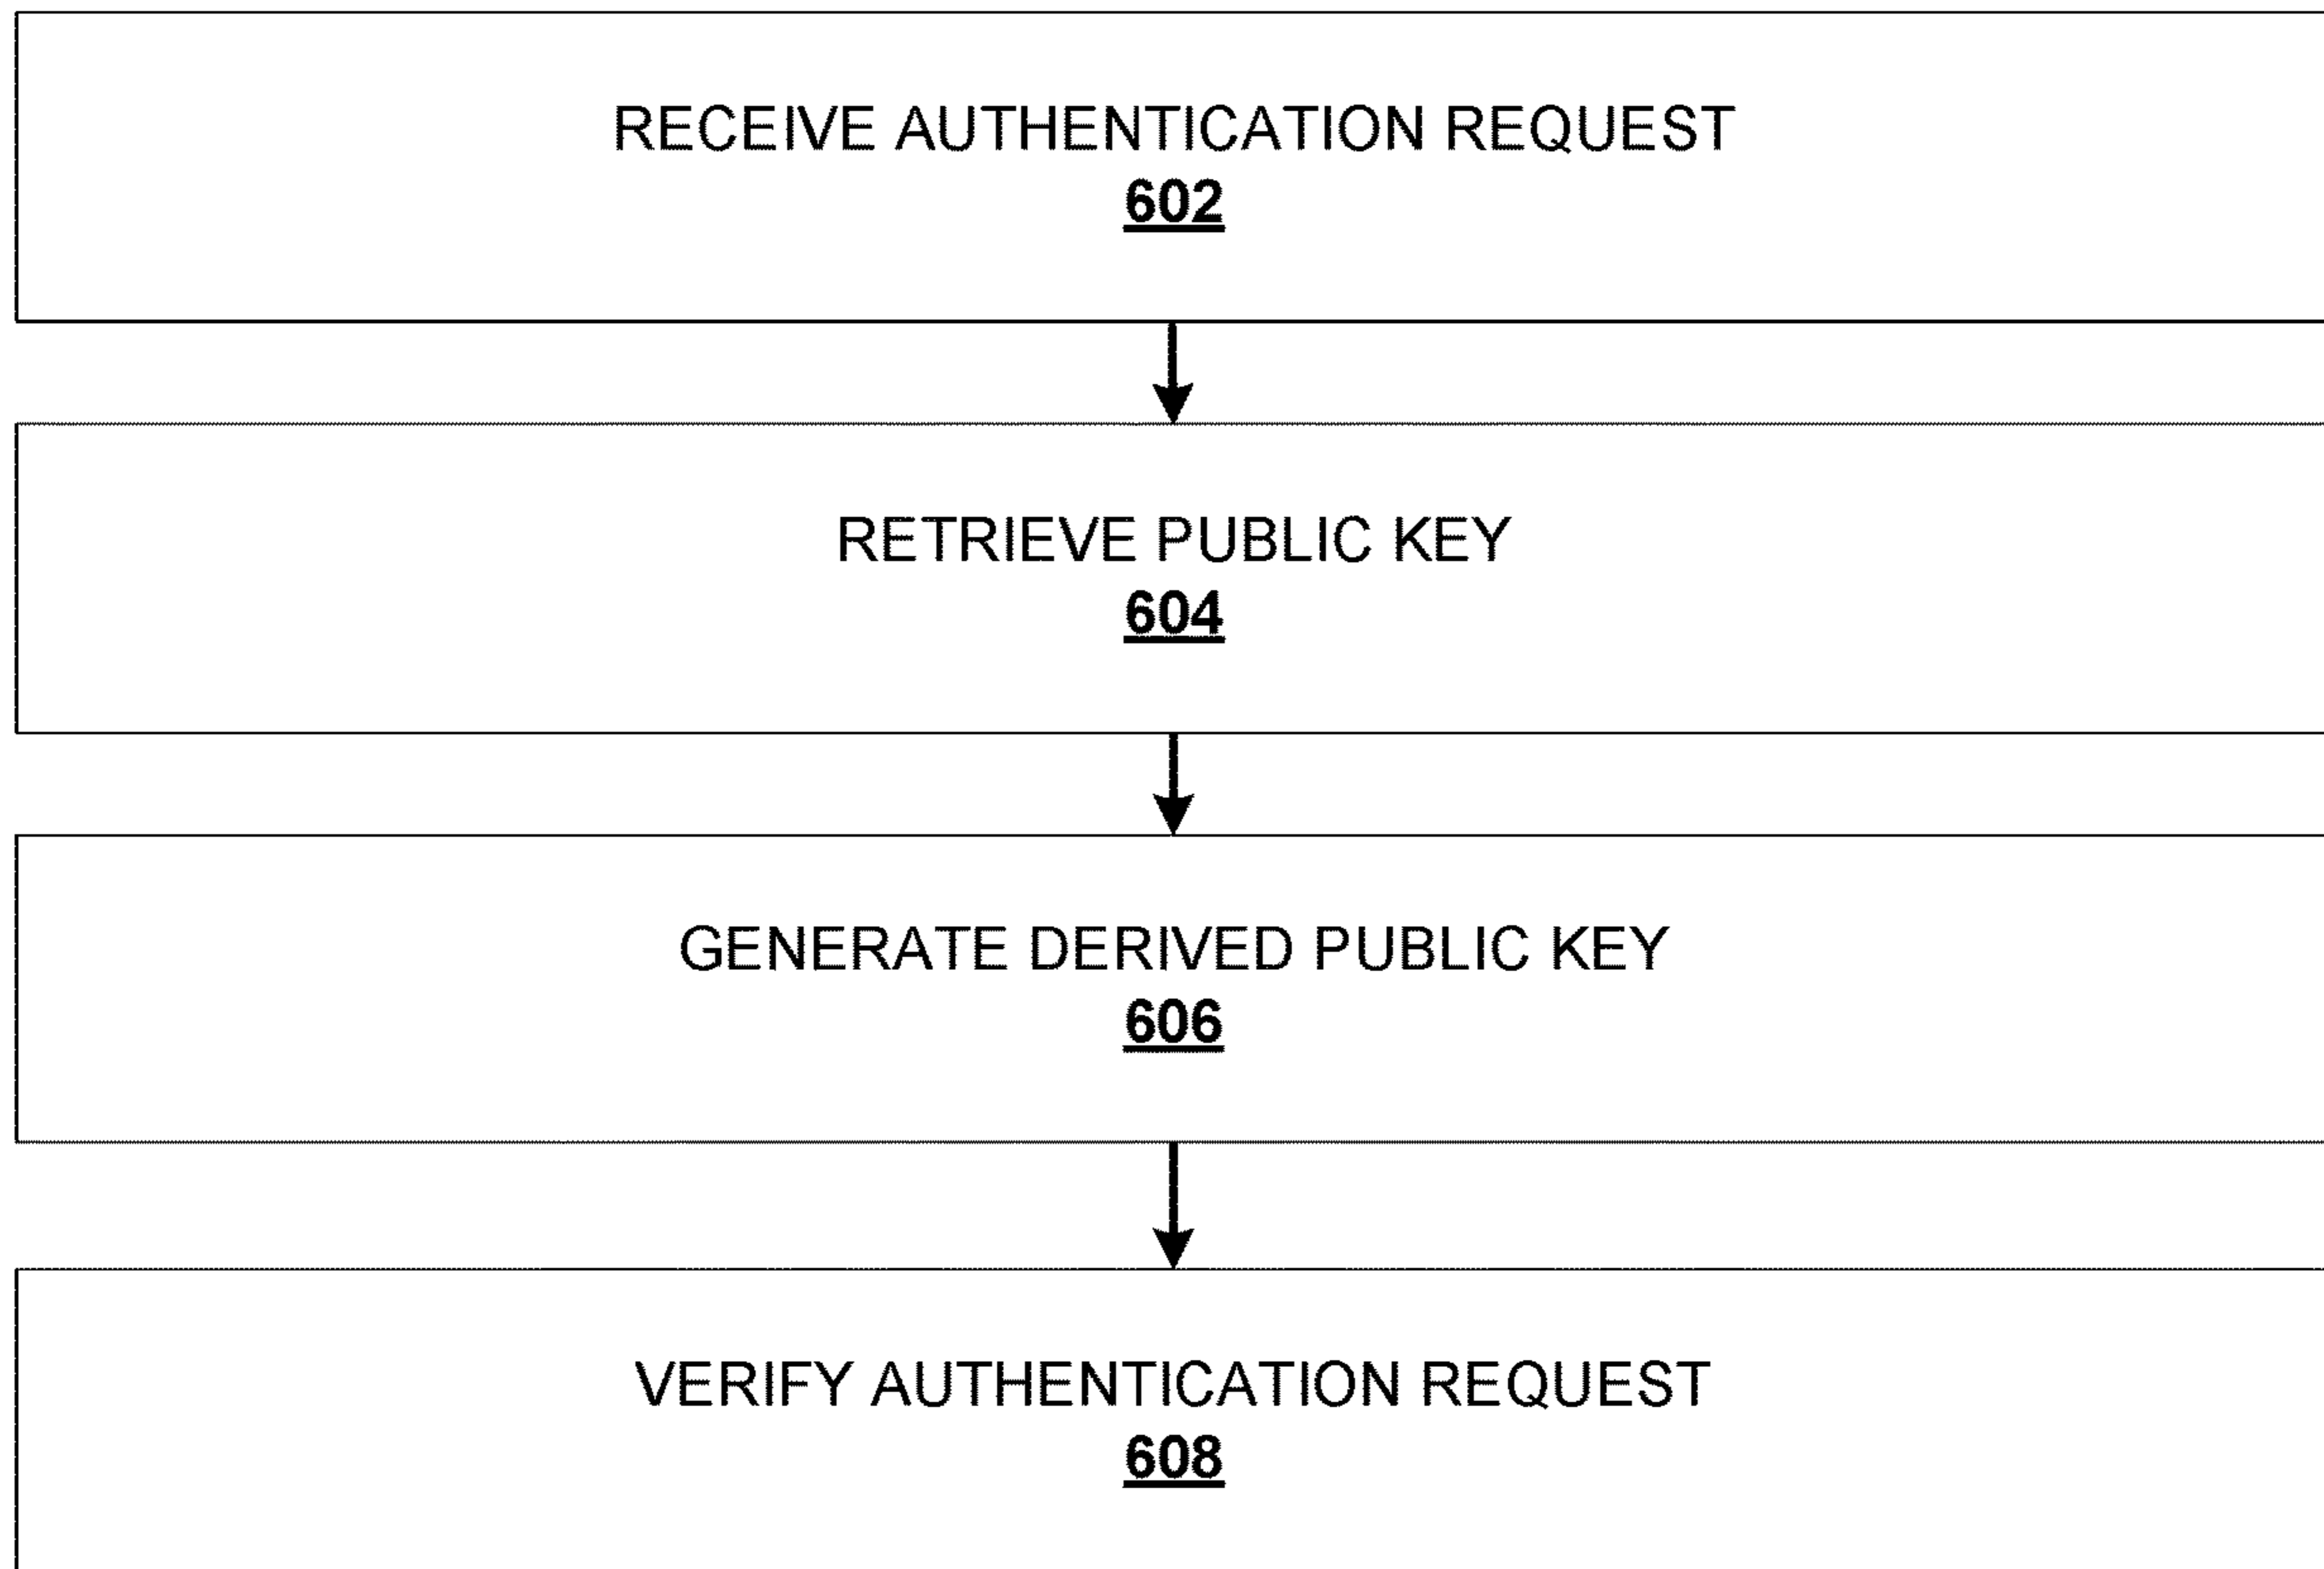 RECEIVE AUTHENTICATION REQUEST
602
RETRIEVE PUBLIC KEY
604
GENERATE DERIVED PUBLIC KEY
606
VERIFY AUTHENTICATION REQUEST
608